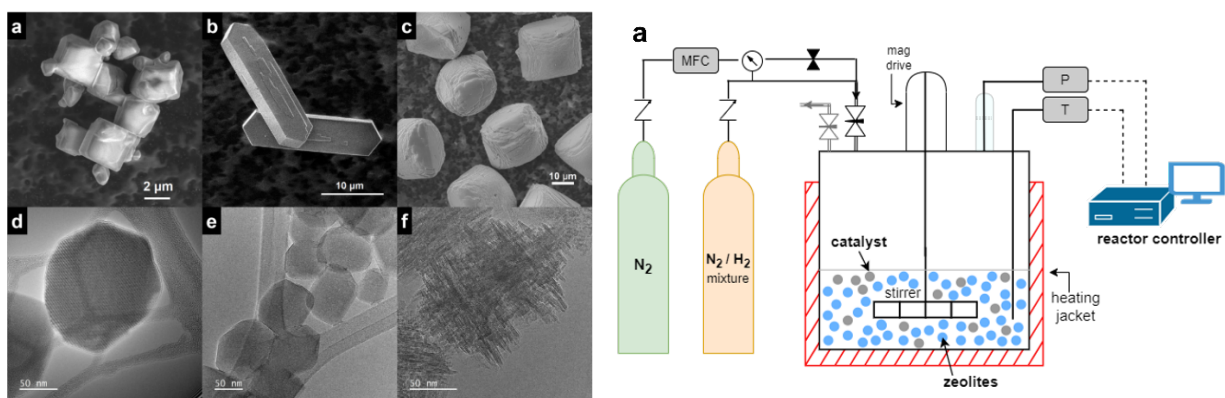 a
b
c
2 µm
10 µm
10 µm
d
e
f
50 nm
50 nm
50 nm
a
MFC
mag
drive
P
T
N2
N2 / H2
mixture
catalyst
stirrer
zeolites
heating
jacket
reactor controller